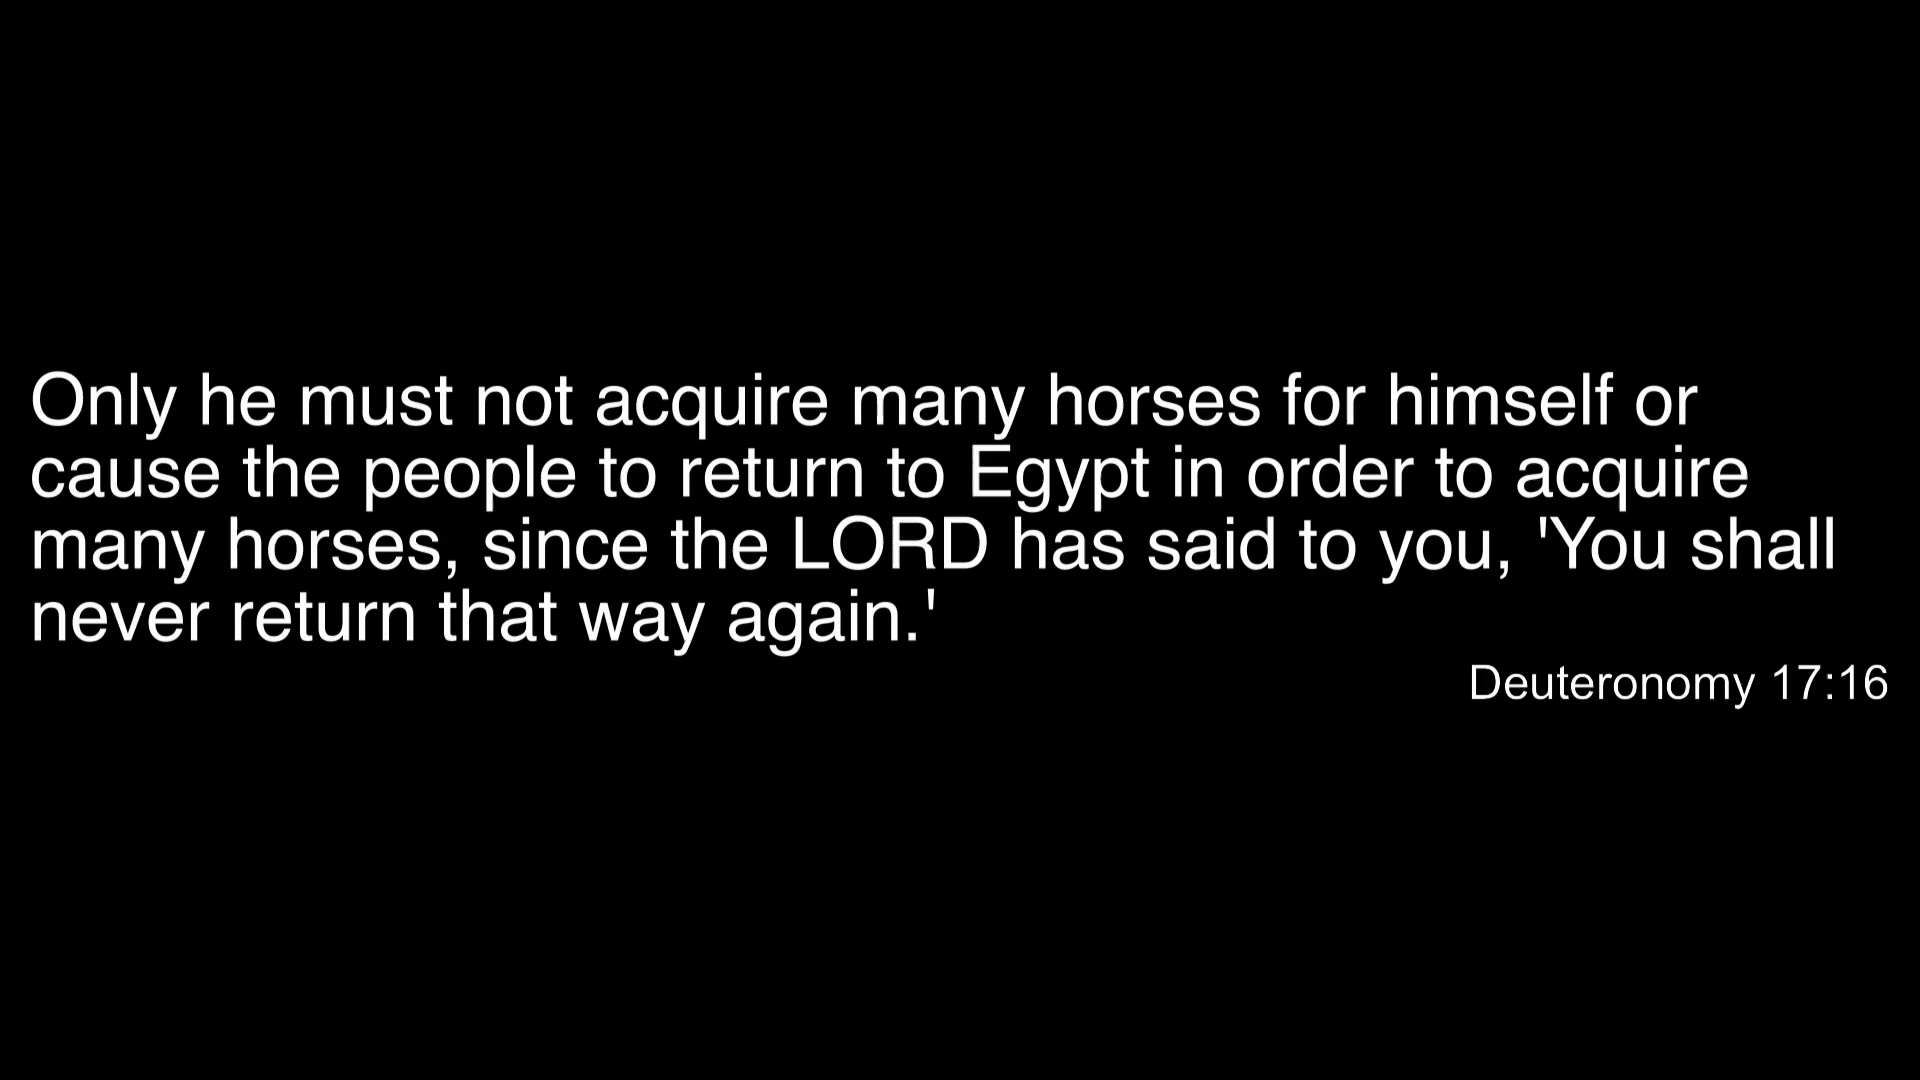 Only he must not acquire many horses for himself or
cause the people to return to Egypt in order to acquire
many horses, since the LORD has said to you, 'You shall
never return that way again.'
Deuteronomy 17:16